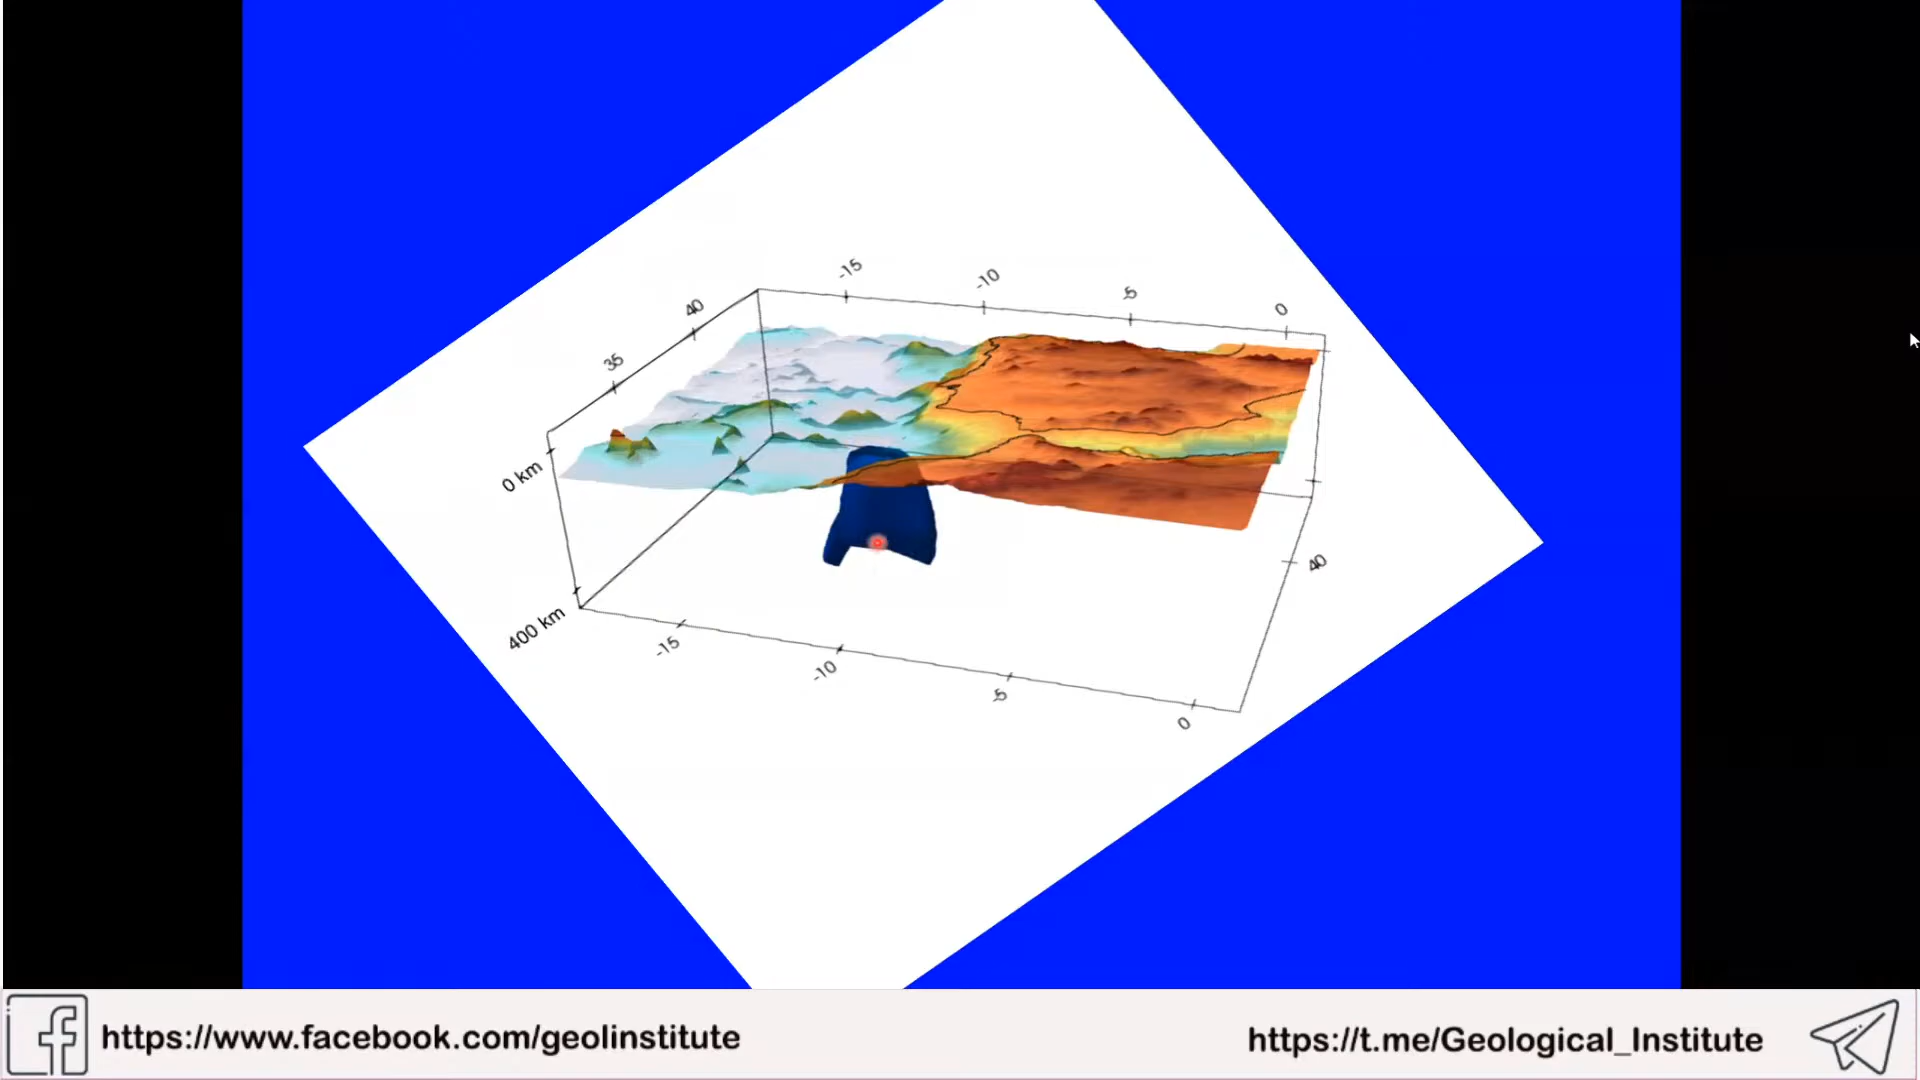 -15
-10
-5
0
40
35
0 km
400 km
40
-15
-10
-5
0
https://www.facebook.com/geolinstitute
https://t.me/Geological_Institute